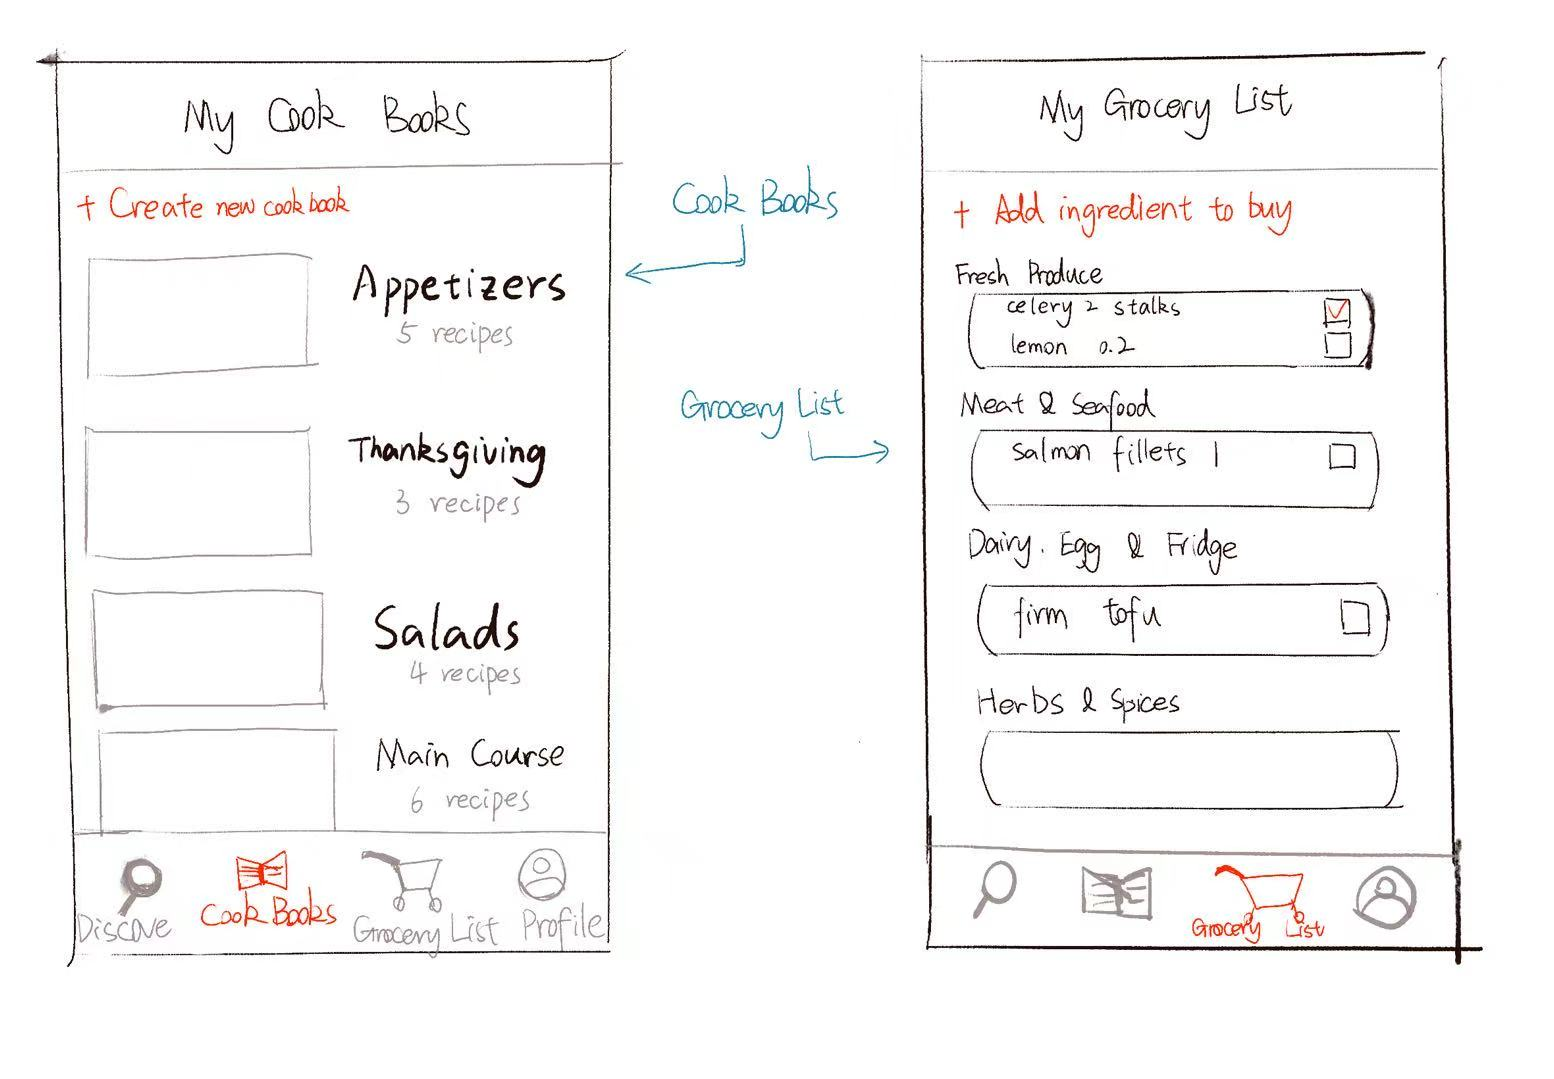 My Cook Books
+ Create new cookbook
Appetizers
5 recipes
Thanksgiving
3 recipes
Salads
4 recipes
Main Course
6 recipes
Discove
Cook Books
Grocery List
Profile
Cook Books
Grocery List
My Grocery List
+ Add ingredient to buy
Fresh Produce
celery 2 stalks
lemon 0.2
Meat & Seafood
salmon fillets 1
Dairy. Egg & Fridge
firm tofu
Herbs & Spices
Grocery List